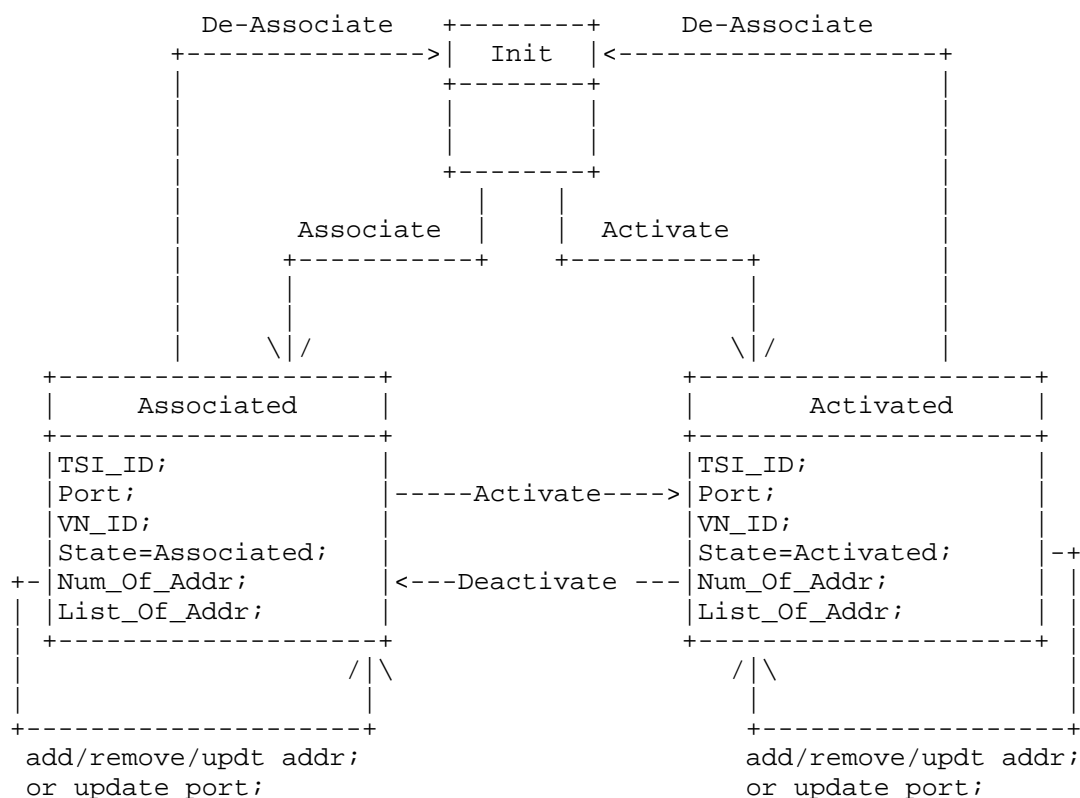 De-Associate
De-Associate
Init
Associate
Activate
Associated
Activated
TSI_ID;
Port;
VN_ID;
State=Associated;
Num_Of_Addr;
List_Of_Addr;
Activate
Deactivate
TSI_ID;
Port;
VN_ID;
State=Activated;
Num_Of_Addr;
List_Of_Addr;
add/remove/updt addr;
or update port;
add/remove/updt addr;
or update port;